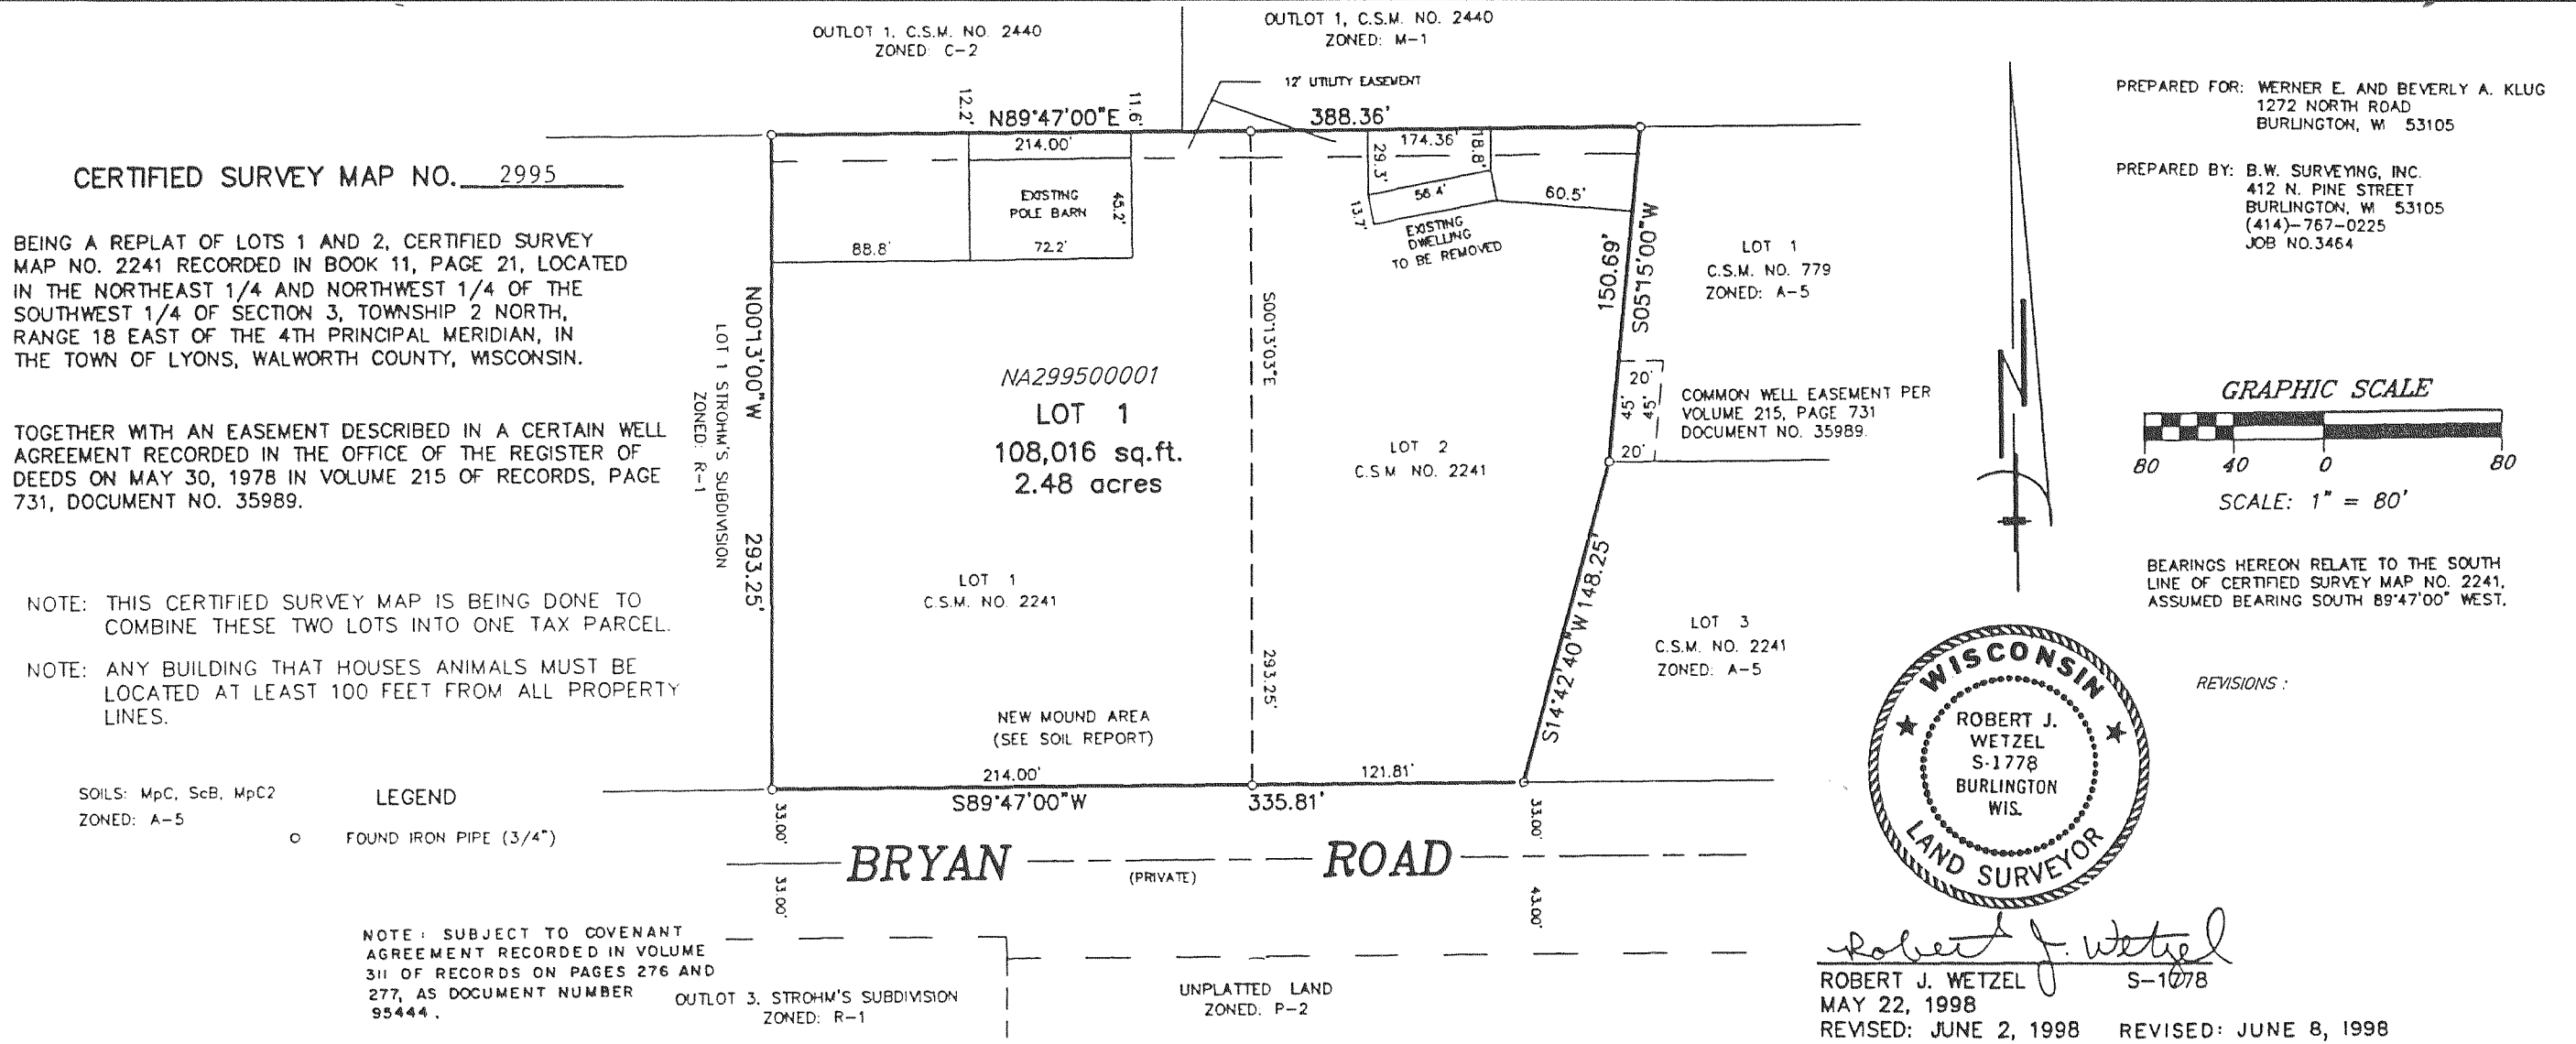 OUTLOT 1, C.S.M. NO. 2440
ZONED: C-2
OUTLOT 1, C.S.M. NO. 2440
ZONED: M-1
12' UTILITY EASEMENT
12.2'
N89°47'00"E
11.6'
388.36'
214.00'
174.36'
29.3'
18.8'
56.4'
13.7'
60.5'
EXISTING
DWELLING
TO BE REMOVED
EXISTING
POLE BARN
45.2'
88.8'
72.2'
CERTIFIED SURVEY MAP NO. 2995
BEING A REPLAT OF LOTS 1 AND 2, CERTIFIED SURVEY
MAP NO. 2241 RECORDED IN BOOK 11, PAGE 21, LOCATED
IN THE NORTHEAST 1/4 AND NORTHWEST 1/4 OF THE
SOUTHWEST 1/4 OF SECTION 3, TOWNSHIP 2 NORTH,
RANGE 18 EAST OF THE 4TH PRINCIPAL MERIDIAN, IN
THE TOWN OF LYONS, WALWORTH COUNTY, WISCONSIN.
TOGETHER WITH AN EASEMENT DESCRIBED IN A CERTAIN WELL
AGREEMENT RECORDED IN THE OFFICE OF THE REGISTER OF
DEEDS ON MAY 30, 1978 IN VOLUME 215 OF RECORDS, PAGE
731, DOCUMENT NO. 35989.
NOTE: THIS CERTIFIED SURVEY MAP IS BEING DONE TO
COMBINE THESE TWO LOTS INTO ONE TAX PARCEL.
NOTE: ANY BUILDING THAT HOUSES ANIMALS MUST BE
LOCATED AT LEAST 100 FEET FROM ALL PROPERTY
LINES.
SOILS: MpC, ScB, MpC2
ZONED: A-5
LEGEND
FOUND IRON PIPE (3/4")
N00°13'00"W
293.25'
LOT 1 STROHM'S SUBDIVISION
ZONED: R-1
NA299500001
LOT 1
108,016 sq.ft.
2.48 acres
LOT 1
C.S.M. NO. 2241
NEW MOUND AREA
(SEE SOIL REPORT)
S00°13'03"E
293.25'
LOT 2
C.S.M NO. 2241
150.69'
S05°15'00"W
LOT 1
C.S.M. NO. 779
ZONED: A-5
20'
45'
45'
20'
COMMON WELL EASEMENT PER
VOLUME 215, PAGE 731
DOCUMENT NO. 35989.
S14°42'40"W 148.25'
LOT 3
C.S.M. NO. 2241
ZONED: A-5
214.00'
121.81'
S89°47'00"W
335.81'
33.00'
33.00'
33.00'
43.00'
BRYAN ROAD
(PRIVATE)
NOTE: SUBJECT TO COVENANT
AGREEMENT RECORDED IN VOLUME
311 OF RECORDS ON PAGES 276 AND
277, AS DOCUMENT NUMBER
95444.
OUTLOT 3, STROHM'S SUBDIVISION
ZONED: R-1
UNPLATTED LAND
ZONED: P-2
PREPARED FOR: WERNER E. AND BEVERLY A. KLUG
1272 NORTH ROAD
BURLINGTON, WI 53105
PREPARED BY: B.W. SURVEYING, INC.
412 N. PINE STREET
BURLINGTON, WI 53105
(414)-767-0225
JOB NO.3464
N
GRAPHIC SCALE
80 40 0 80
SCALE: 1" = 80'
BEARINGS HEREON RELATE TO THE SOUTH
LINE OF CERTIFIED SURVEY MAP NO. 2241,
ASSUMED BEARING SOUTH 89°47'00" WEST.
REVISIONS:
WISCONSIN
ROBERT J.
WETZEL
S-1778
BURLINGTON
WIS.
LAND SURVEYOR
Robert J. Wetzel
ROBERT J. WETZEL S-1778
MAY 22, 1998
REVISED: JUNE 2, 1998 REVISED: JUNE 8, 1998